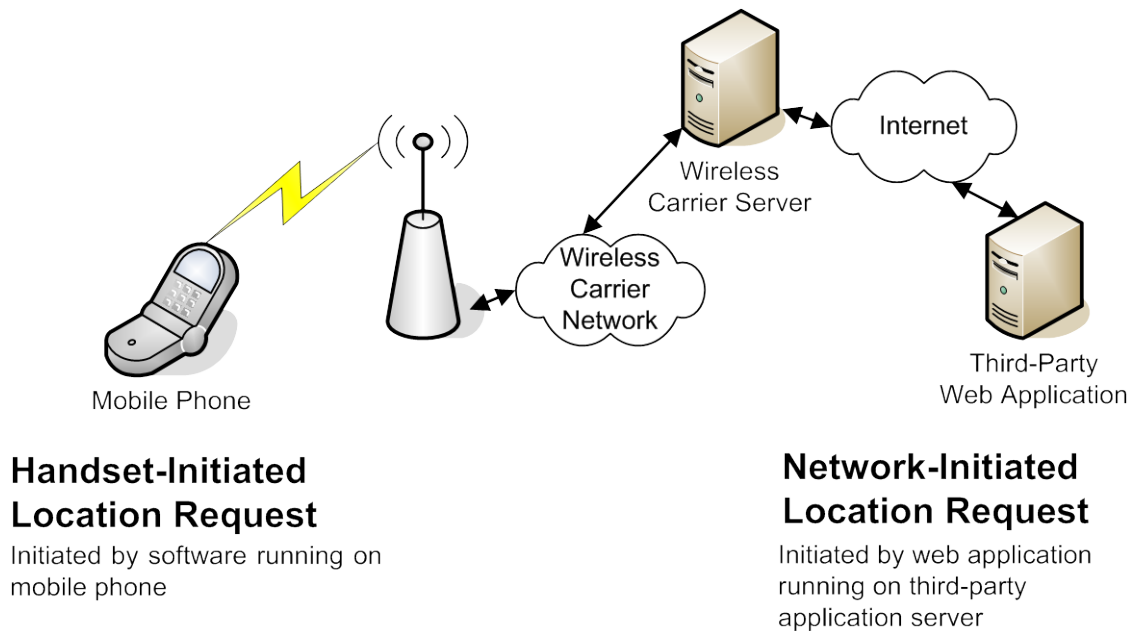 Internet
Wireless
Carrier Server
Wireless
Carrier
Network
Third-Party
Web Application
Mobile Phone
Handset-Initiated
Location Request
Initiated by software running on
mobile phone
Network-Initiated
Location Request
Initiated by web application
running on third-party
application server